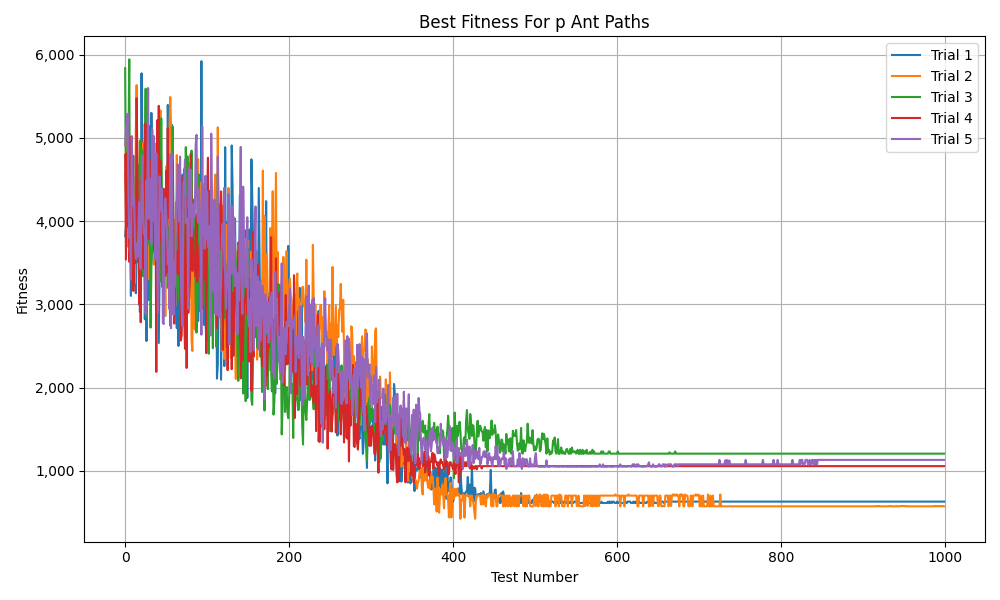 Best Fitness For p Ant Paths
Fitness
6,000
5,000
4,000
3,000
2,000
1,000
0
200
400
600
800
1000
Test Number
Trial 1
Trial 2
Trial 3
Trial 4
Trial 5